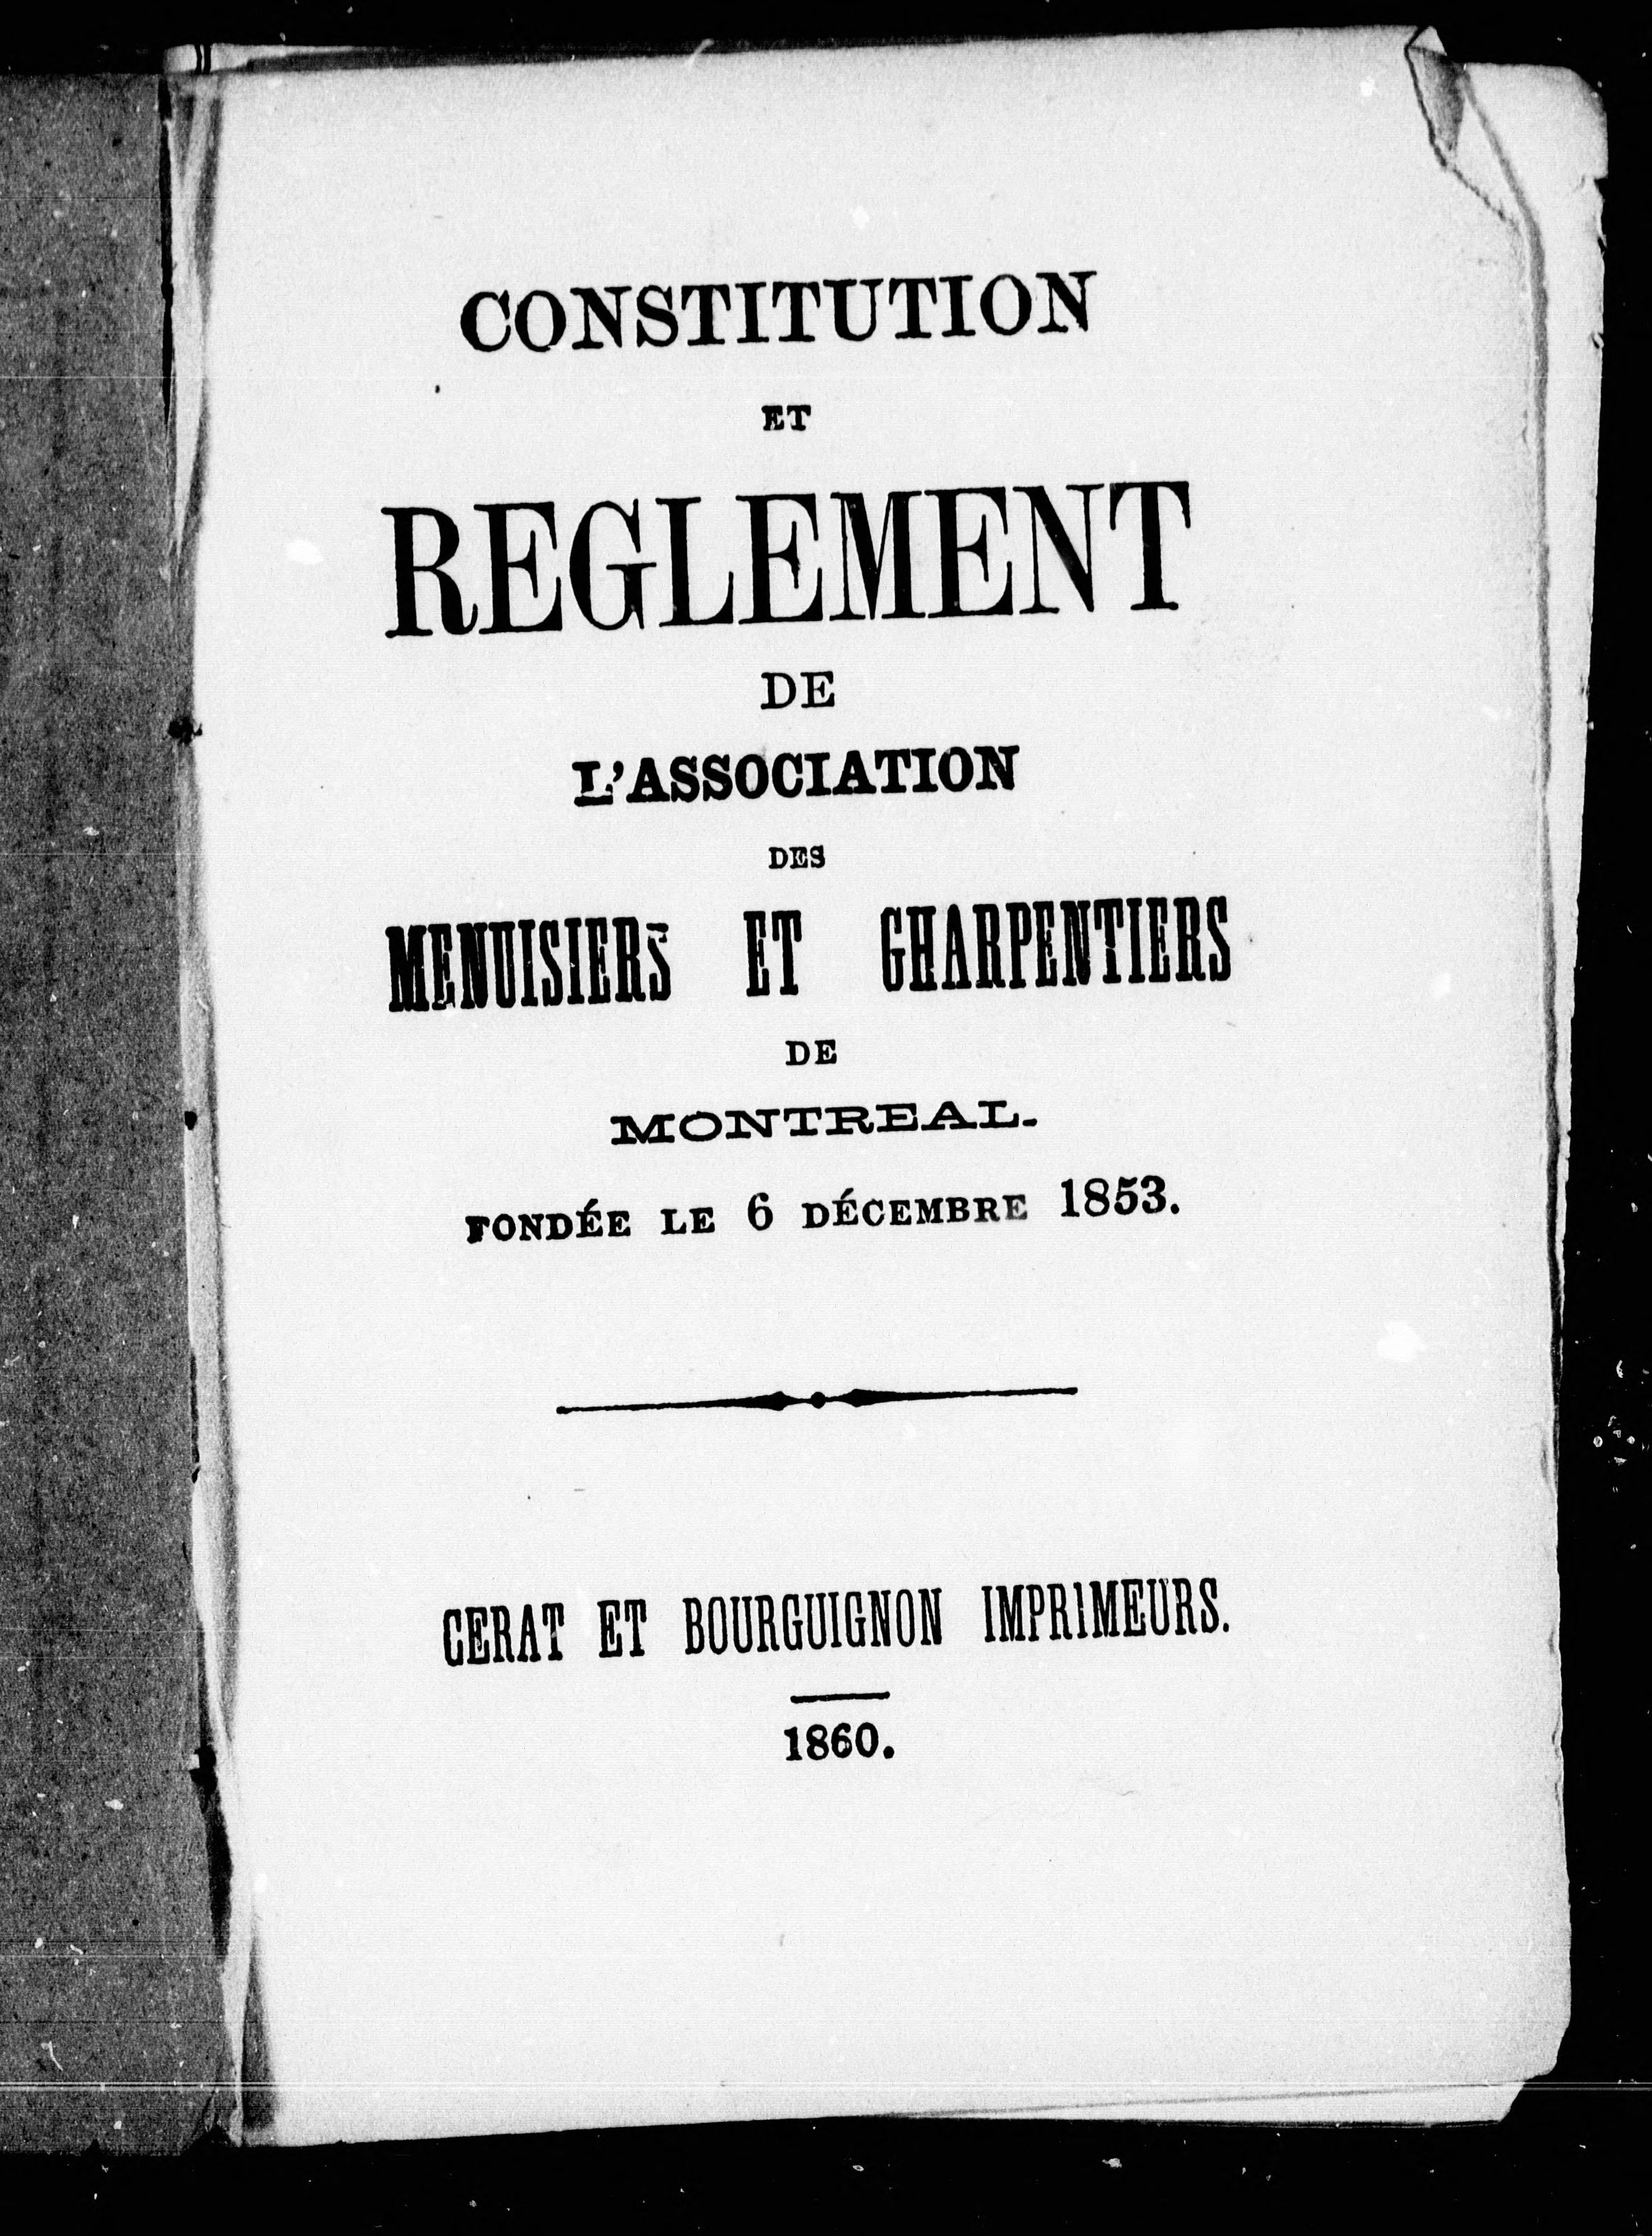 CONSTITUTION
ET
REGLEMENT
DE
L'ASSOCIATION
DES
MENUISIERS ET CHARPENTIERS
DE
MONTREAL.
FONDÉE LE 6 DÉCEMBRE 1853.
CERAT ET BOURGUIGNON IMPRIMEURS.
1860.